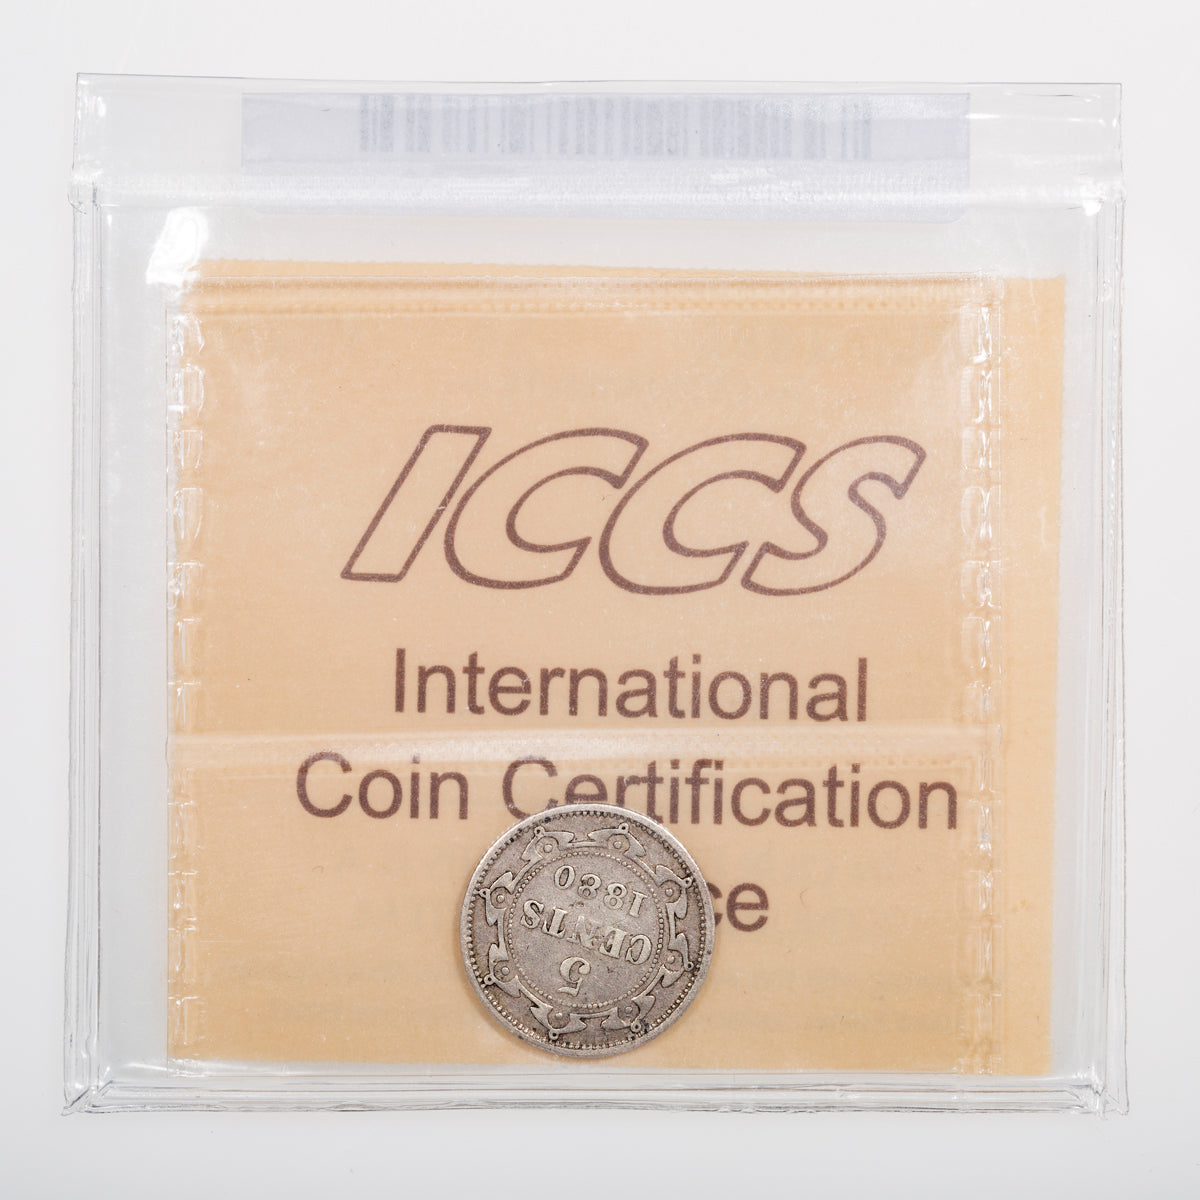 ICCS
International
Coin Certification
ce
5
CENTS
1880